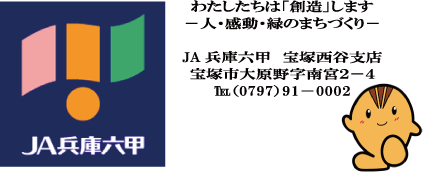 JA兵庫六甲
わたしたちは「創造」します
－人・感動・緑のまちづくり－
JA兵庫六甲　宝塚西谷支店
宝塚市大原野字南宮２－４
℡（０７９７）９１－０００２